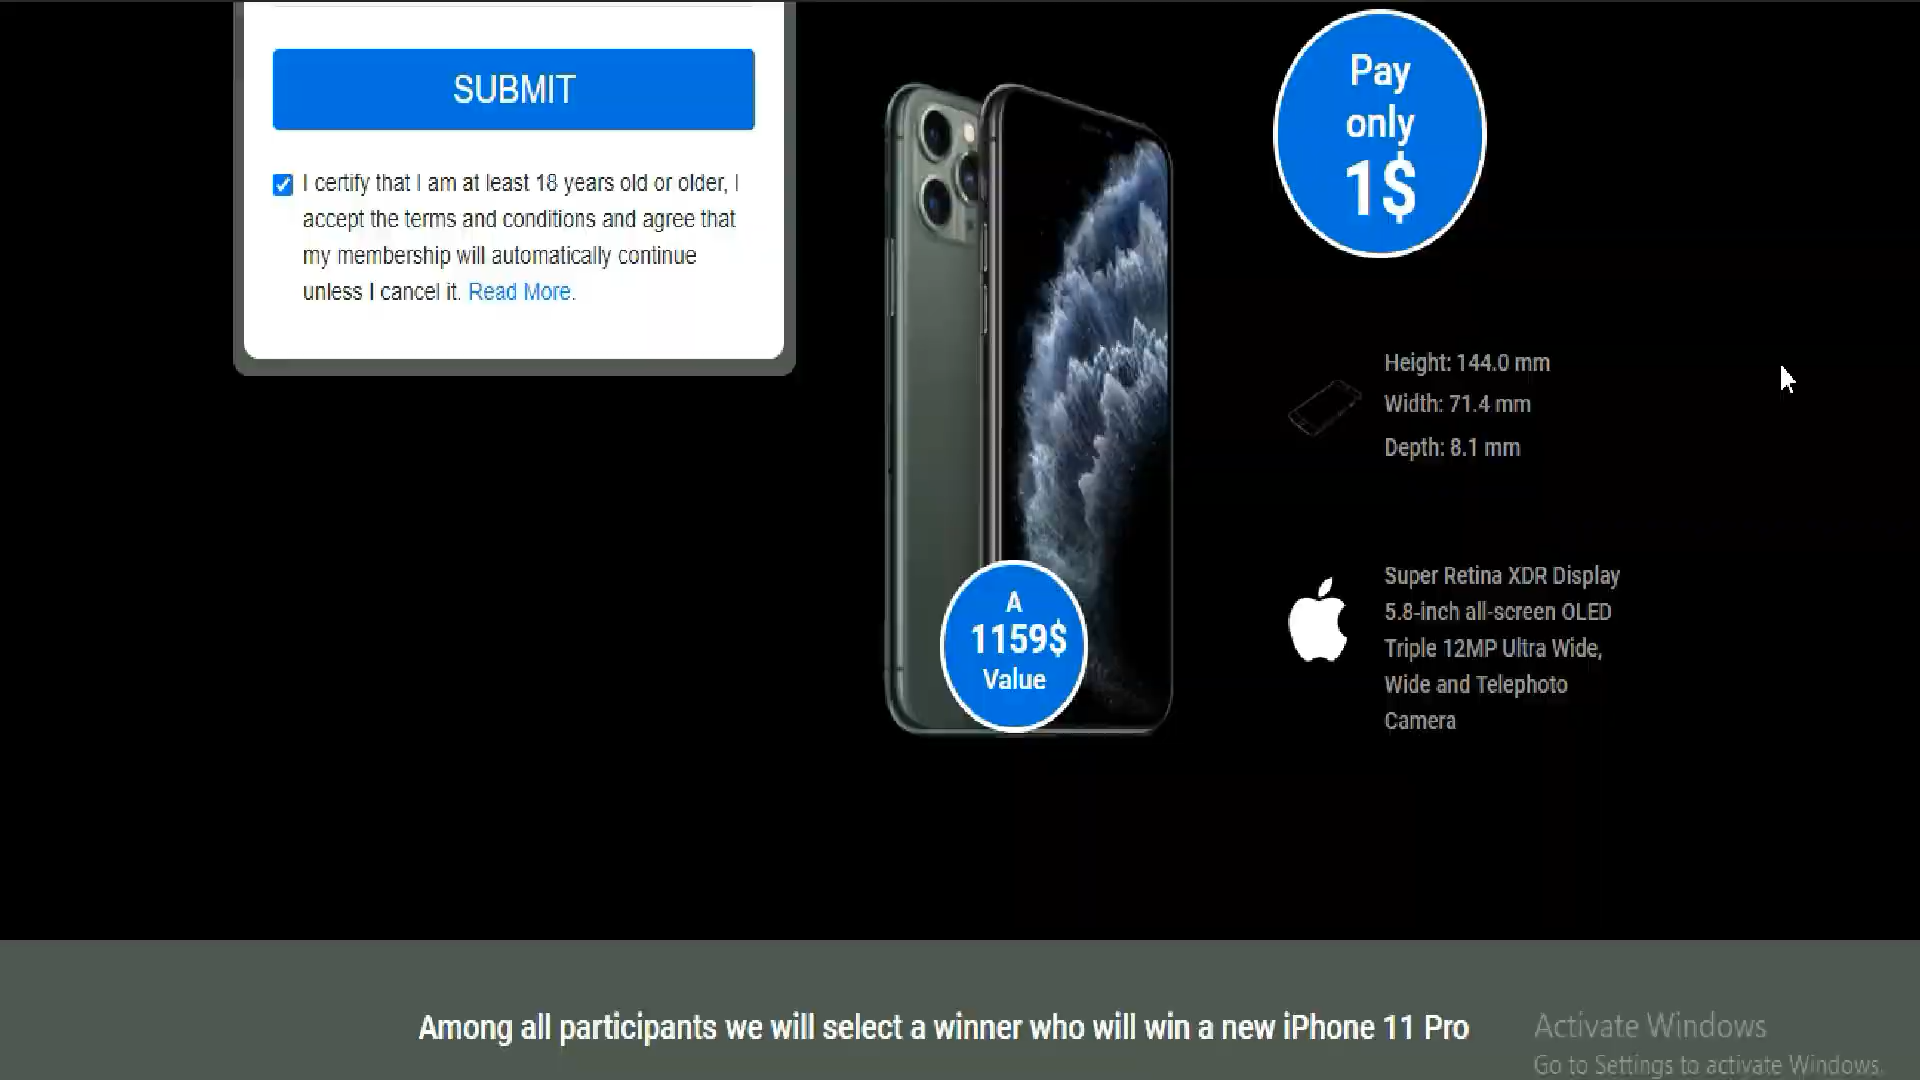 SUBMIT
I certify that I am at least 18 years old or older, I
accept the terms and conditions and agree that
my membership will automatically continue
unless I cancel it. Read More.
Pay
only
1$
Height: 144.0 mm
Width: 71.4 mm
Depth: 8.1 mm
A
1159$
Value
Super Retina XDR Display
5.8-inch all-screen OLED
Triple 12MP Ultra Wide,
Wide and Telephoto
Camera
Among all participants we will select a winner who will win a new iPhone 11 Pro
Activate Windows
Go to Settings to activate Windows.